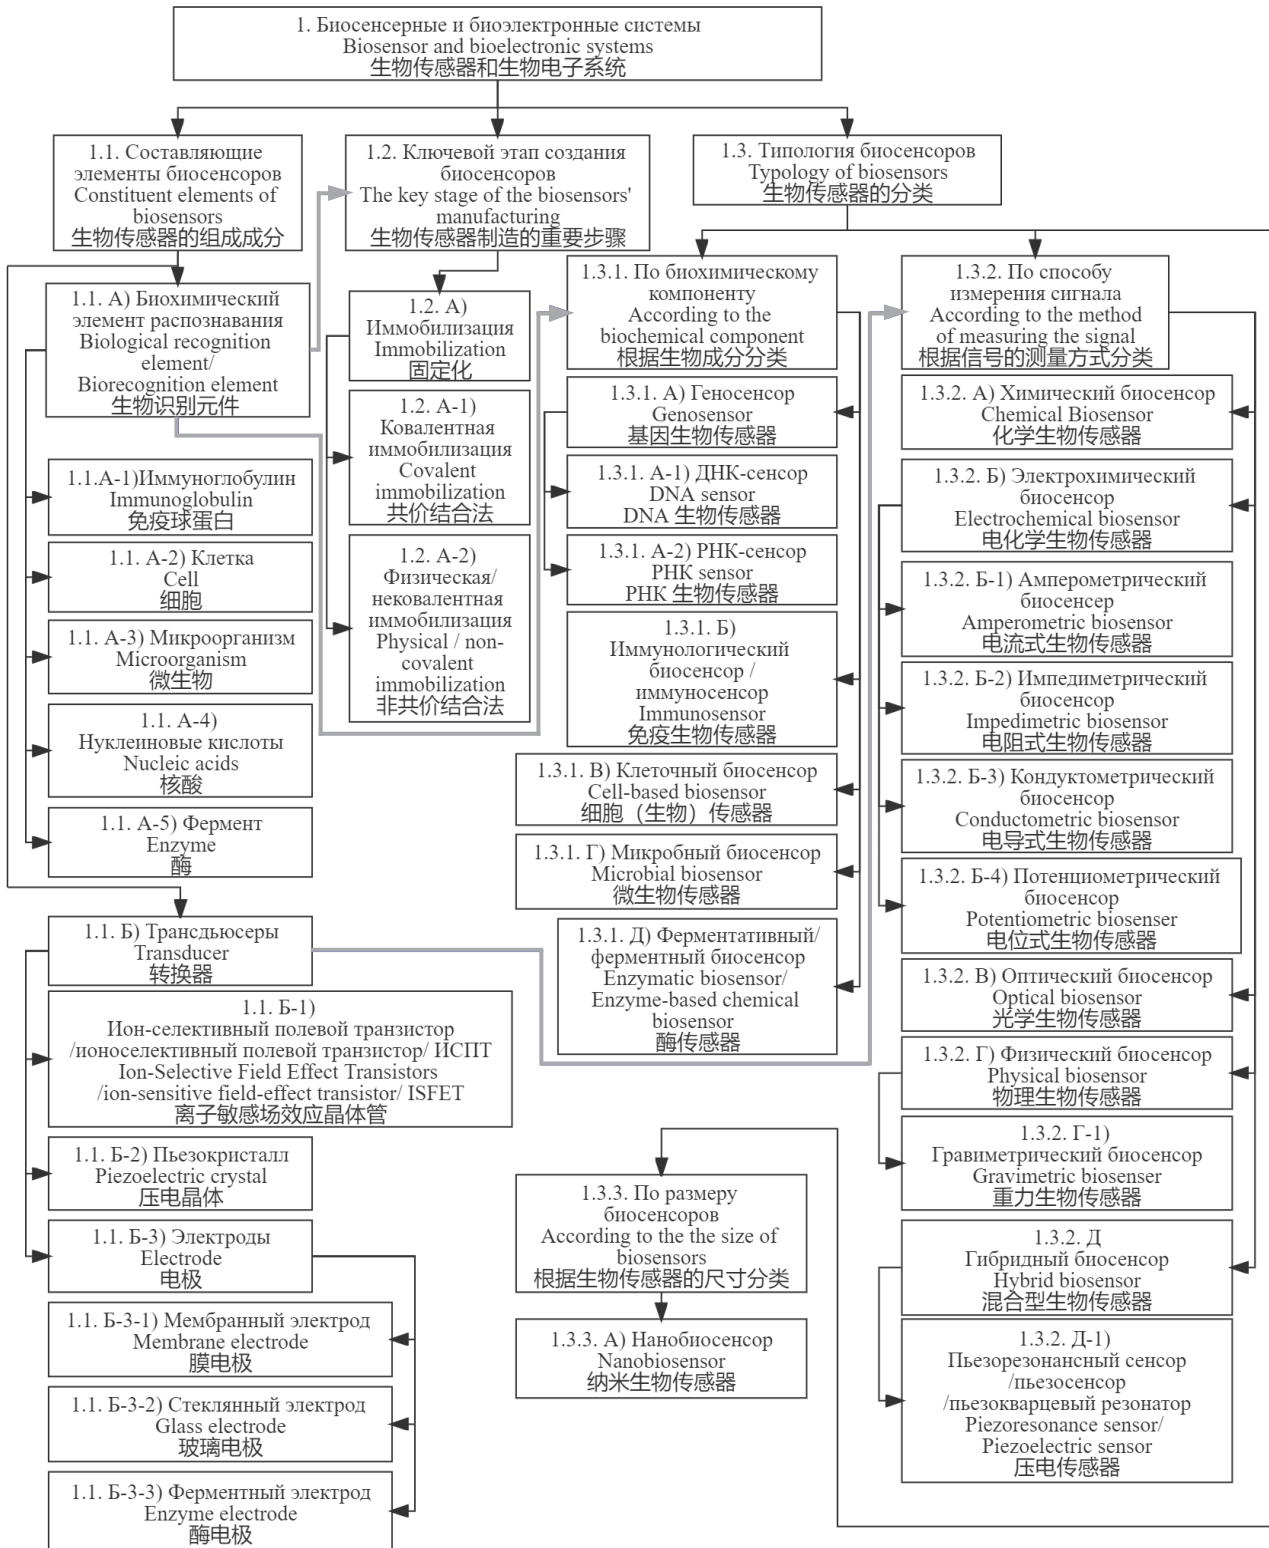 1. Биосенсерные и биоэлектронные системы
Biosensor and bioelectronic systems
生物传感器和生物电子系统
1.1. Составляющие
элементы биосенсоров
Constituent elements of
biosensors
生物传感器的组成成分
1.2. Ключевой этап создания
биосенсоров
The key stage of the biosensors'
manufacturing
生物传感器制造的重要步骤
1.3. Типология биосенсоров
Typology of biosensors
生物传感器的分类
1.1. А) Биохимический
элемент распознавания
Biological recognition
element/
Biorecognition element
生物识别元件
1.1.А-1)Иммуноглобулин
Immunoglobulin
免疫球蛋白
1.1. А-2) Клетка
Cell
细胞
1.1. А-3) Микроорганизм
Microorganism
微生物
1.1. А-4)
Нуклеиновые кислоты
Nucleic acids
核酸
1.1. А-5) Фермент
Enzyme
酶
1.1. Б) Трансдьюсеры
Transducer
转换器
1.1. Б-1)
Ион-селективный полевой транзистор
/ионоселективный полевой транзистор/ ИСПТ
Ion-Selective Field Effect Transistors
/ion-sensitive field-effect transistor/ ISFET
离子敏感场效应晶体管
1.1. Б-2) Пьезокристалл
Piezoelectric crystal
压电晶体
1.1. Б-3) Электроды
Electrode
电极
1.1. Б-3-1) Мембранный электрод
Membrane electrode
膜电极
1.1. Б-3-2) Стеклянный электрод
Glass electrode
玻璃电极
1.1. Б-3-3) Ферментный электрод
Enzyme electrode
酶电极
1.2. А)
Иммобилизация
Immobilization
固定化
1.2. А-1)
Ковалентная
иммобилизация
Covalent
immobilization
共价结合法
1.2. А-2)
Физическая/
нековалентная
иммобилизация
Physical / non-
covalent
immobilization
非共价结合法
1.3.1. По биохимическому
компоненту
According to the
biochemical component
根据生物成分分类
1.3.1. А) Геносенсор
Genosensor
基因生物传感器
1.3.1. А-1) ДНК-сенсор
DNA sensor
DNA 生物传感器
1.3.1. А-2) РНК-сенсор
РНК sensor
РНК 生物传感器
1.3.1. Б)
Иммунологический
биосенсор /
иммуносенсор
Immunosensor
免疫生物传感器
1.3.1. В) Клеточный биосенсор
Cell-based biosensor
细胞（生物）传感器
1.3.1. Г) Микробный биосенсор
Microbial biosensor
微生物传感器
1.3.1. Д) Ферментативный/
ферментный биосенсор
Enzymatic biosensor/
Enzyme-based chemical
biosensor
酶传感器
1.3.2. По способу
измерения сигнала
According to the method
of measuring the signal
根据信号的测量方式分类
1.3.2. А) Химический биосенсор
Chemical Biosensor
化学生物传感器
1.3.2. Б) Электрохимический
биосенсор
Electrochemical biosensor
电化学生物传感器
1.3.2. Б-1) Амперометрический
биосенсер
Amperometric biosensor
电流式生物传感器
1.3.2. Б-2) Импедиметрический
биосенсор
Impedimetric biosensor
电阻式生物传感器
1.3.2. Б-3) Кондуктометрический
биосенсор
Conductometric biosensor
电导式生物传感器
1.3.2. Б-4) Потенциометрический
биосенсор
Potentiometric biosenser
电位式生物传感器
1.3.2. В) Оптический биосенсор
Optical biosensor
光学生物传感器
1.3.2. Г) Физический биосенсор
Physical biosensor
物理生物传感器
1.3.2. Г-1)
Гравиметрический биосенсор
Gravimetric biosenser
重力生物传感器
1.3.2. Д
Гибридный биосенсор
Hybrid biosensor
混合型生物传感器
1.3.2. Д-1)
Пьезорезонансный сенсор
/пьезосенсор
/пьезокварцевый резонатор
Piezoresonance sensor/
Piezoelectric sensor
压电传感器
1.3.3. По размеру
биосенсоров
According to the the size of
biosensors
根据生物传感器的尺寸分类
1.3.3. А) Нанобиосенсор
Nanobiosensor
纳米生物传感器